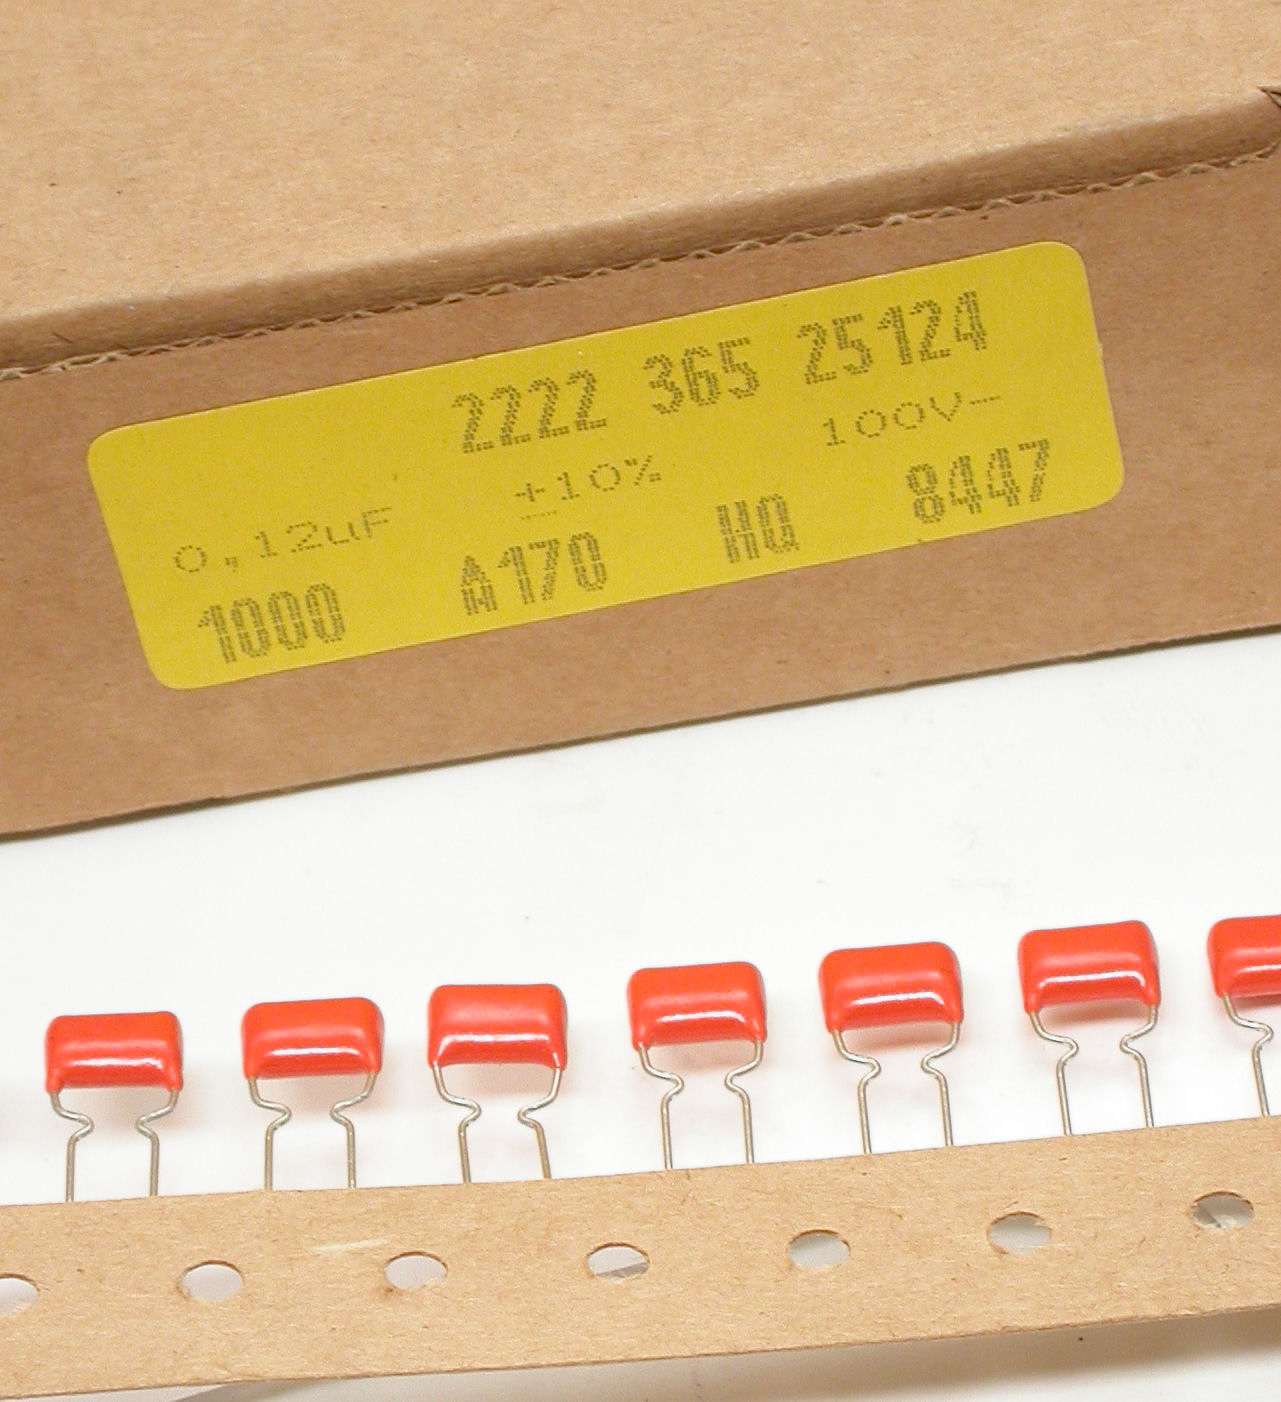 2222 365 25124
0,12uF ±10% 100V-
1000 A170 HQ 8447